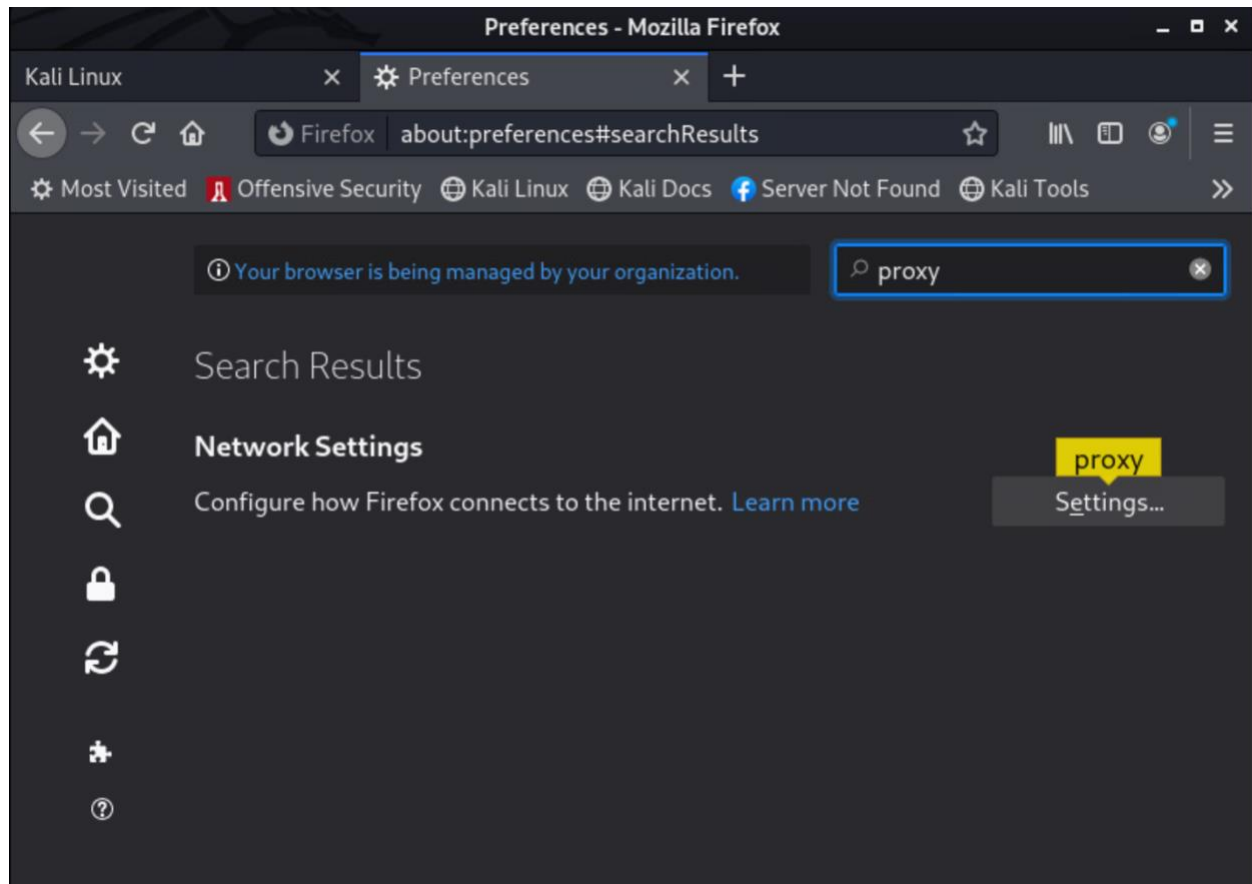 Preferences - Mozilla Firefox
Kali Linux
Preferences
Firefox about:preferences#searchResults
Most Visited Offensive Security Kali Linux Kali Docs Server Not Found Kali Tools
Your browser is being managed by your organization.
proxy
Search Results
Network Settings
proxy
Configure how Firefox connects to the internet. Learn more
Settings...